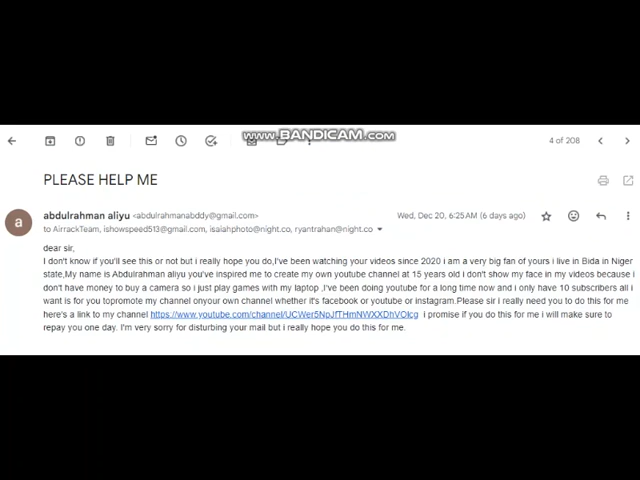 www.BANDICAM.com
4 of 208
PLEASE HELP ME
abdulrahman aliyu <abdulrahmanabddy@gmail.com>
Wed, Dec 20, 6:25 AM (6 days ago)
a
to AirrackTeam, ishowspeed513@gmail.com, isaiahphoto@night.co, ryantrahan@night.co
dear sir,
I don't know if you'll see this or not but i really hope you do,I've been watching your videos since 2020 i am a very big fan of yours i live in Bida in Niger
state,My name is Abdulrahman aliyu you've inspired me to create my own youtube channel at 15 years old I don't show my face in my videos because i
don't have money to buy a camera so i just play games with my laptop ,I've been doing youtube for a long time now and i only have 10 subscribers all i
want is for you topromote my channel onyour own channel whether it's facebook or youtube or instagram.Please sir i really need you to do this for me
here's a link to my channel https://www.youtube.com/channel/UCWer5NpJfTHmNWXXDhVOIcg i promise if you do this for me i will make sure to
repay you one day. I'm very sorry for disturbing your mail but i really hope you do this for me.